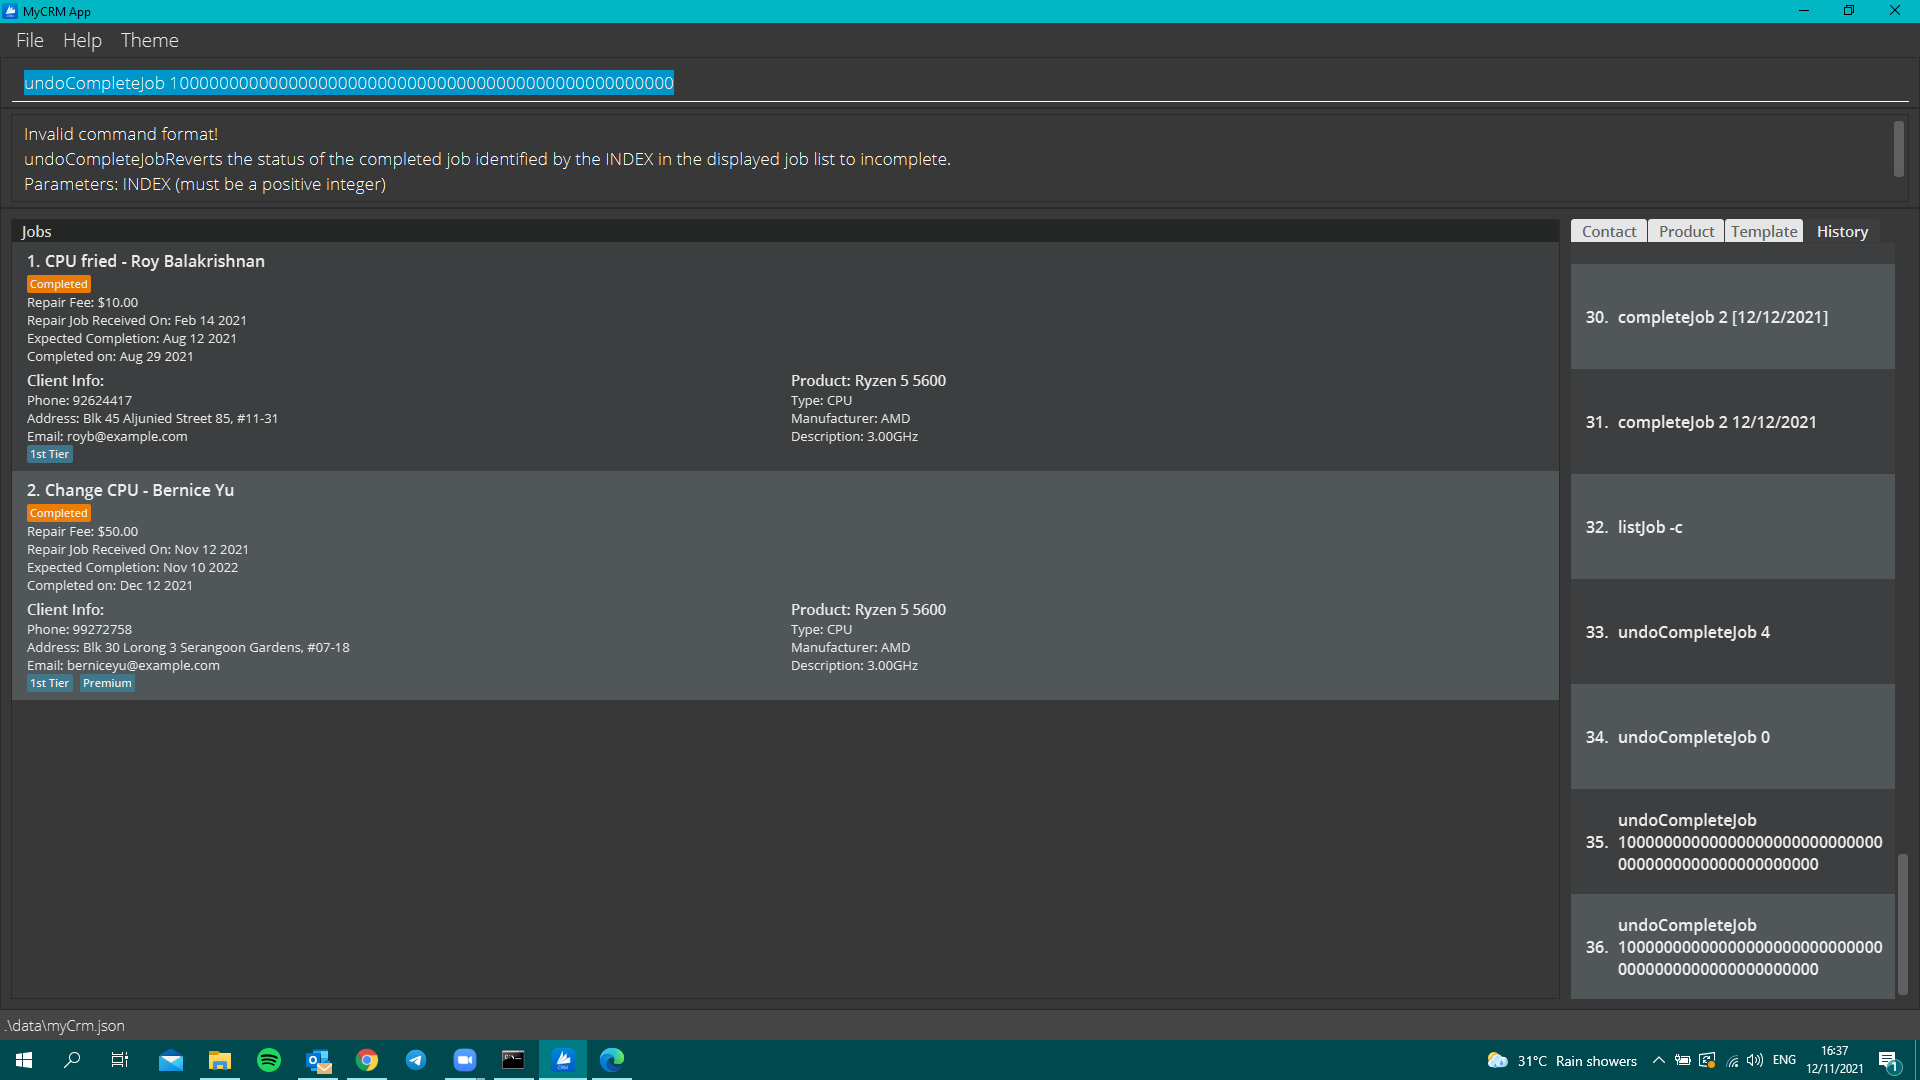 MyCRM App
File Help Theme
undoCompleteJob 1000000000000000000000000000000000000000000000000000
Invalid command format!
undoCompleteJobReverts the status of the completed job identified by the INDEX in the displayed job list to incomplete.
Parameters: INDEX (must be a positive integer)
Jobs
1. CPU fried - Roy Balakrishnan
Completed
Repair Fee: $10.00
Repair Job Received On: Feb 14 2021
Expected Completion: Aug 12 2021
Completed on: Aug 29 2021
Client Info:
Phone: 92624417
Address: Blk 45 Aljunied Street 85, #11-31
Email: royb@example.com
1st Tier
Product: Ryzen 5 5600
Type: CPU
Manufacturer: AMD
Description: 3.00GHz
2. Change CPU - Bernice Yu
Completed
Repair Fee: $50.00
Repair Job Received On: Nov 12 2021
Expected Completion: Nov 10 2022
Completed on: Dec 12 2021
Client Info:
Phone: 99272758
Address: Blk 30 Lorong 3 Serangoon Gardens, #07-18
Email: berniceyu@example.com
1st Tier Premium
Product: Ryzen 5 5600
Type: CPU
Manufacturer: AMD
Description: 3.00GHz
Contact Product Template History
30. completeJob 2 [12/12/2021]
31. completeJob 2 12/12/2021
32. listJob -c
33. undoCompleteJob 4
34. undoCompleteJob 0
undoCompleteJob
35. 10000000000000000000000000000
0000000000000000000000
undoCompleteJob
36. 10000000000000000000000000000
0000000000000000000000
.\data\myCrm.json
CRM
31°C Rain showers
ENG
16:37
12/11/2021
1